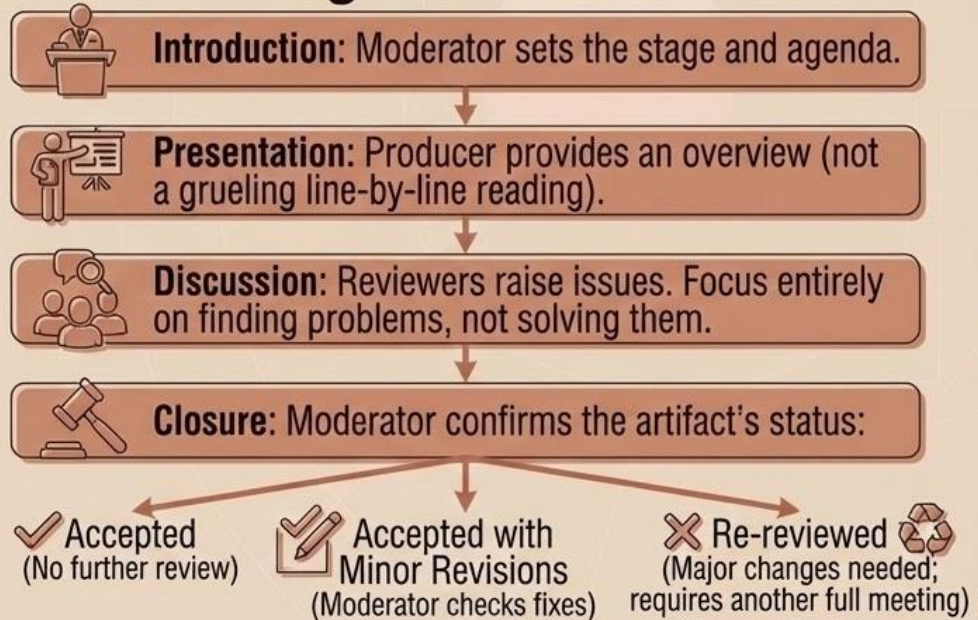 Introduction: Moderator sets the stage and agenda.
Presentation: Producer provides an overview (not
a grueling line-by-line reading).
Discussion: Reviewers raise issues. Focus entirely
on finding problems, not solving them.
Closure: Moderator confirms the artifact’s status:
Accepted
(No further review)
Accepted with
Minor Revisions
(Moderator checks fixes)
Re-reviewed
(Major changes needed;
requires another full meeting)